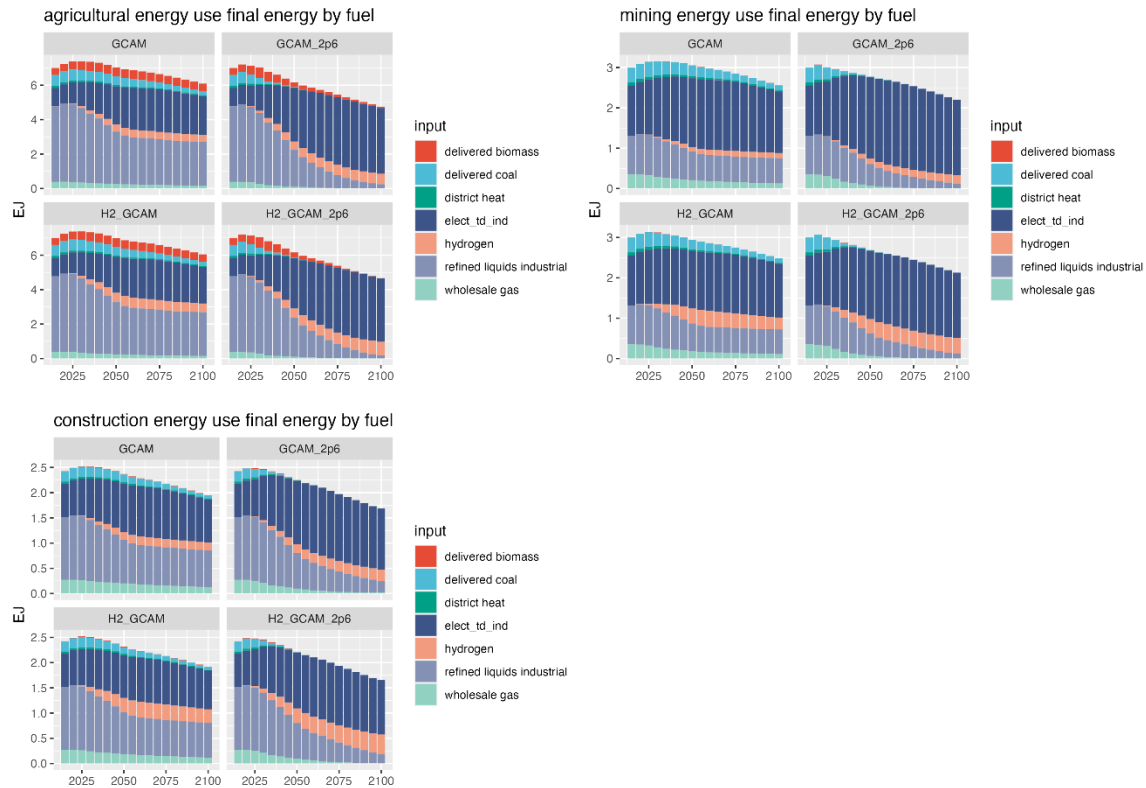 agricultural energy use final energy by fuel
GCAM GCAM_2p6
6
4
2
0
H2_GCAM H2_GCAM_2p6
6
4
2
0
EJ
2025 2050 2075 2100 2025 2050 2075 2100
input
delivered biomass
delivered coal
district heat
elect_td_ind
hydrogen
refined liquids industrial
wholesale gas
mining energy use final energy by fuel
GCAM GCAM_2p6
3
2
1
0
H2_GCAM H2_GCAM_2p6
3
2
1
0
EJ
2025 2050 2075 2100 2025 2050 2075 2100
input
delivered biomass
delivered coal
district heat
elect_td_ind
hydrogen
refined liquids industrial
wholesale gas
construction energy use final energy by fuel
GCAM GCAM_2p6
2.5
2.0
1.5
1.0
0.5
0.0
H2_GCAM H2_GCAM_2p6
2.5
2.0
1.5
1.0
0.5
0.0
EJ
2025 2050 2075 2100 2025 2050 2075 2100
input
delivered biomass
delivered coal
district heat
elect_td_ind
hydrogen
refined liquids industrial
wholesale gas